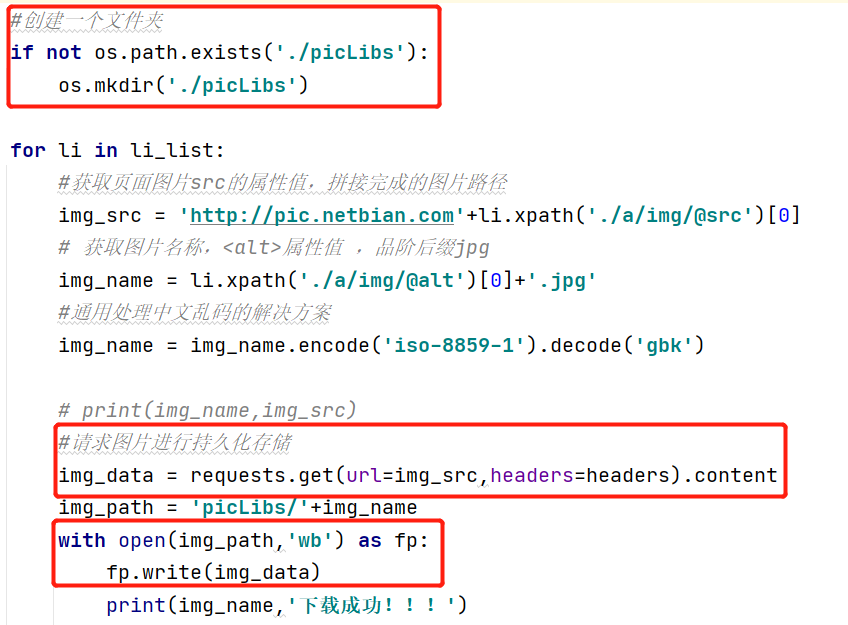 #创建一个文件夹
if not os.path.exists('./picLibs'):
    os.mkdir('./picLibs')
for li in li_list:
    #获取页面图片src的属性值，拼接完成的图片路径
    img_src = 'http://pic.netbian.com'+li.xpath('./a/img/@src')[0]
    # 获取图片名称，<alt>属性值 ，品阶后缀jpg
    img_name = li.xpath('./a/img/@alt')[0]+'.jpg'
    #通用处理中文乱码的解决方案
    img_name = img_name.encode('iso-8859-1').decode('gbk')
    # print(img_name,img_src)
    #请求图片进行持久化存储
    img_data = requests.get(url=img_src,headers=headers).content
    img_path = 'picLibs/'+img_name
    with open(img_path,'wb') as fp:
        fp.write(img_data)
        print(img_name,'下载成功！！！')